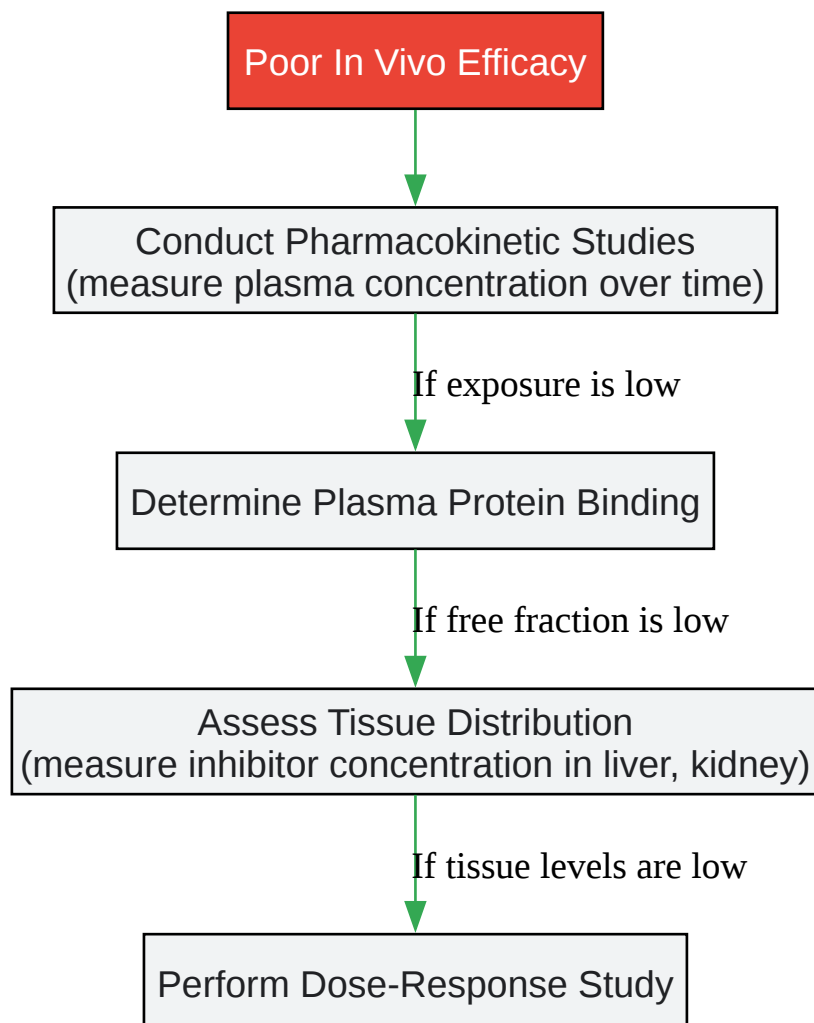 Poor In Vivo Efficacy
Conduct Pharmacokinetic Studies
(measure plasma concentration over time)
If exposure is low
Determine Plasma Protein Binding
If free fraction is low
Assess Tissue Distribution
(measure inhibitor concentration in liver, kidney)
If tissue levels are low
Perform Dose-Response Study